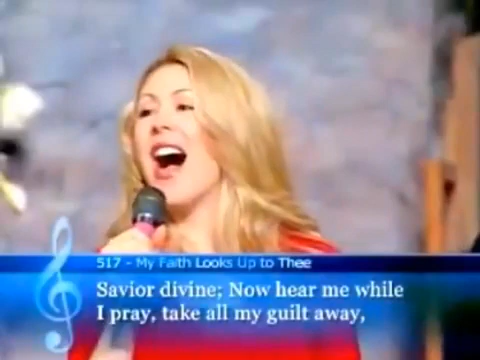 517 - My Faith Looks Up to Thee
Savior divine; Now hear me while
I pray, take all my guilt away,